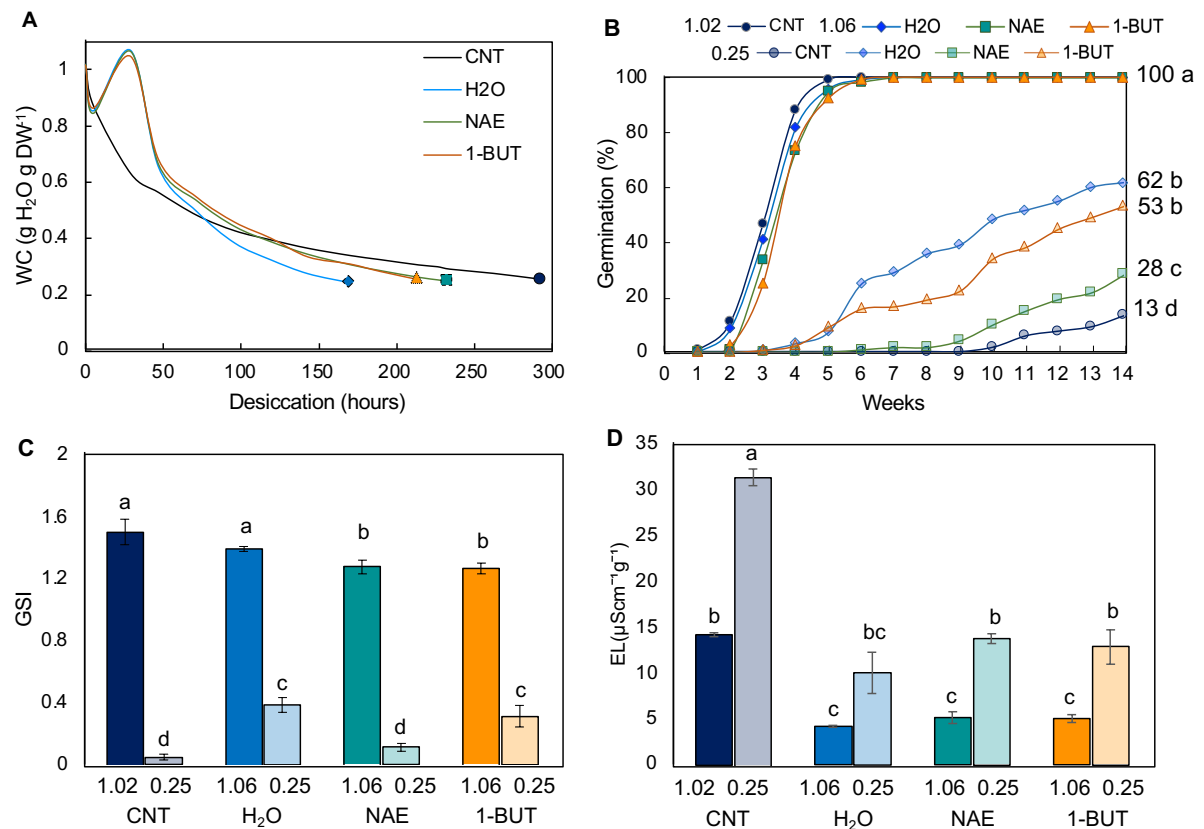 A
WC (g H₂O g DW⁻¹)
1
0.8
0.6
0.4
0.2
0
CNT
H2O
NAE
1-BUT
0 50 100 150 200 250 300
Desiccation (hours)
B
1.02 CNT 1.06 H2O NAE 1-BUT
0.25 CNT H2O NAE 1-BUT
Germination (%)
100
80
60
40
20
0
100 a
62 b
53 b
28 c
13 d
0 1 2 3 4 5 6 7 8 9 10 11 12 13 14
Weeks
C
GSI
2
1.6
1.2
0.8
0.4
0
a a b b
d c d c
1.02 0.25 1.06 0.25 1.06 0.25 1.06 0.25
CNT H₂O NAE 1-BUT
D
EL(µScm⁻¹g⁻¹)
35
30
25
20
15
10
5
0
b a c bc c b c b
1.02 0.25 1.06 0.25 1.06 0.25 1.06 0.25
CNT H₂O NAE 1-BUT